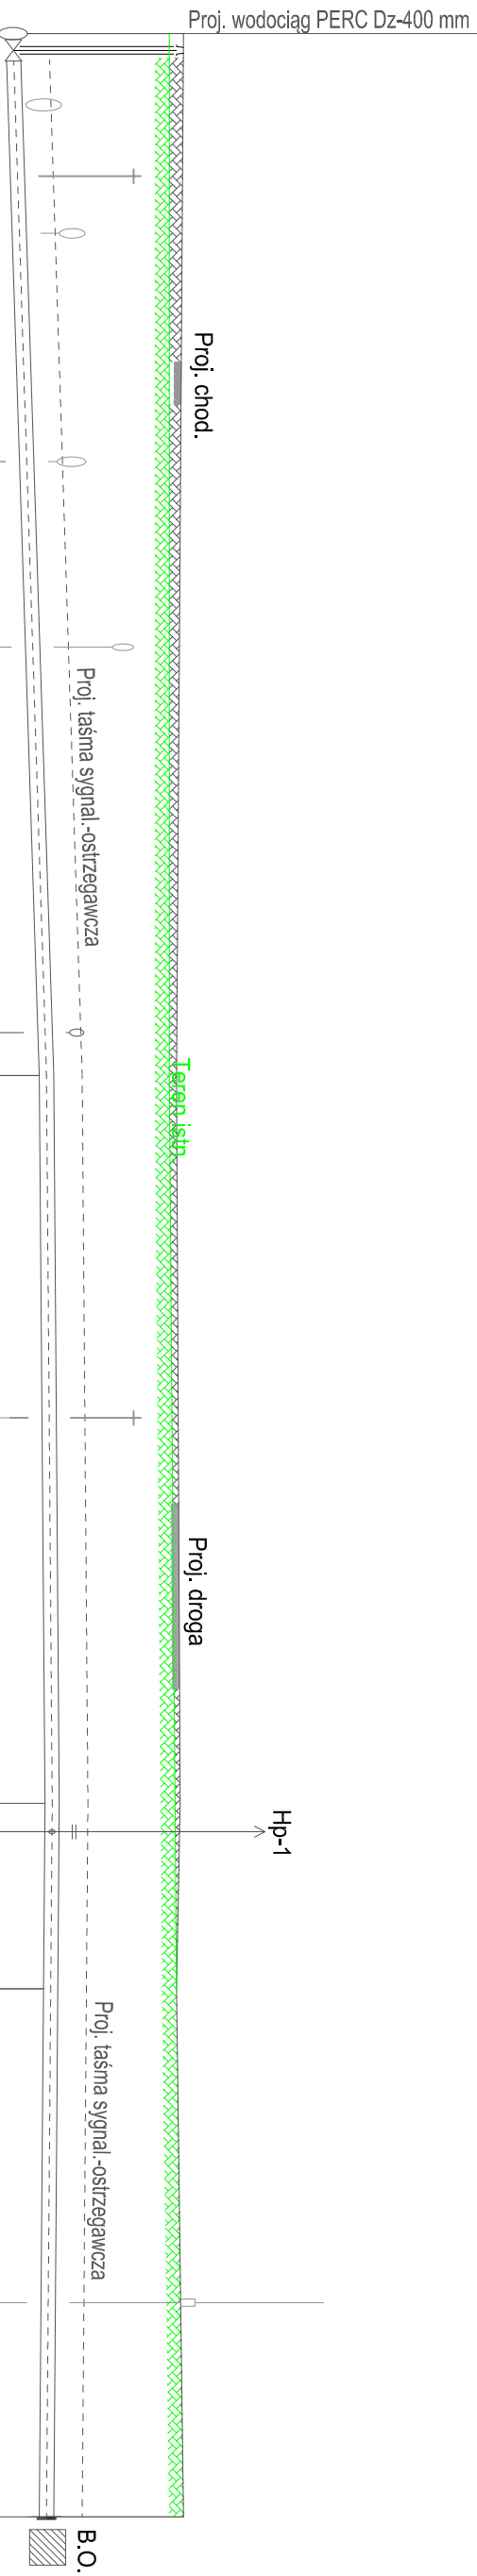 Proj. wodociąg PERC Dz-400 mm
Proj. chod.
Proj. taśma sygnal.-ostrzegawcza
Teren istn.
Proj. droga
Hp-1
Proj. taśma sygnal.-ostrzegawcza
B.O.